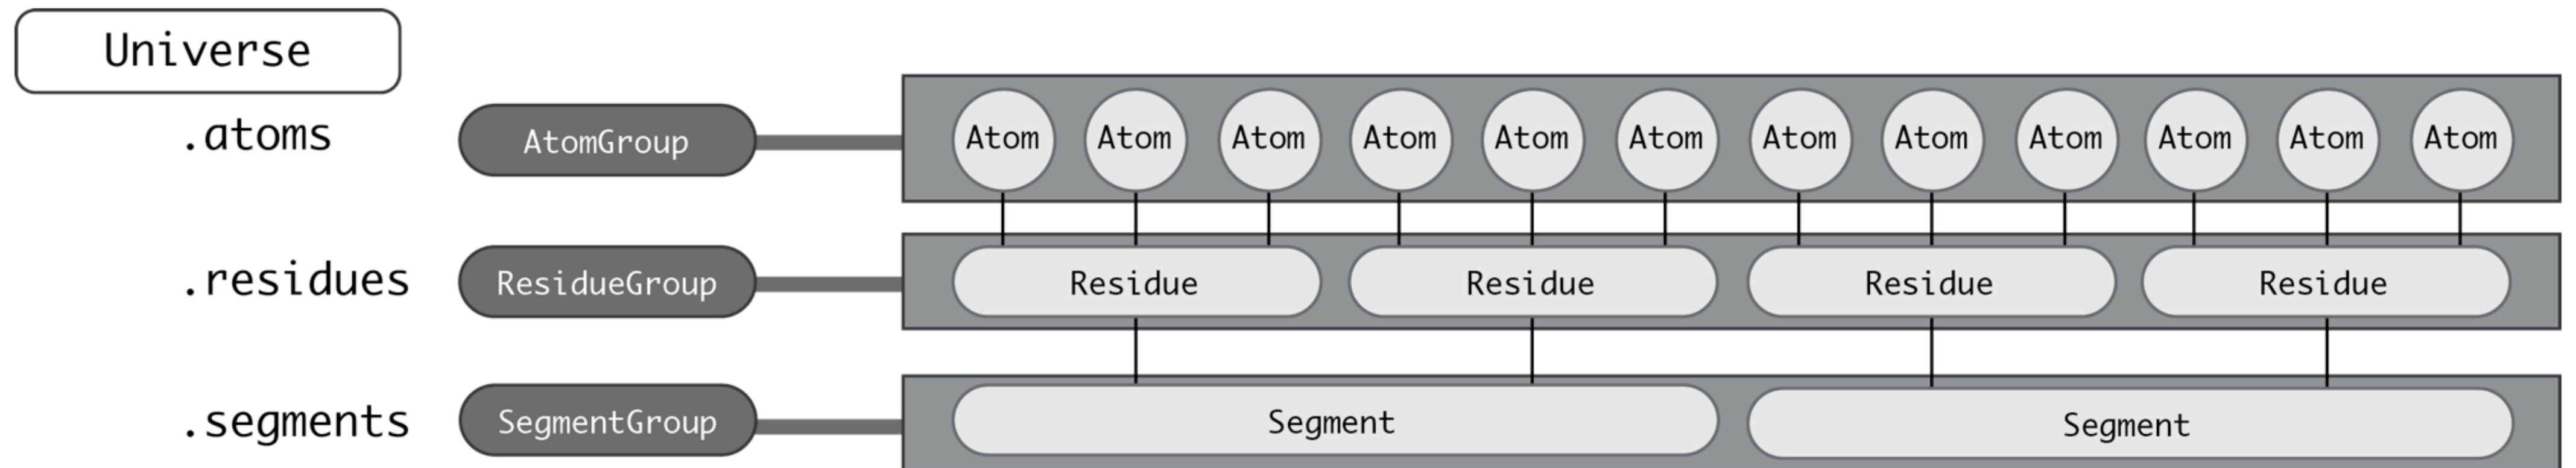 Universe
.atoms AtomGroup Atom Atom Atom Atom Atom Atom Atom Atom Atom Atom Atom Atom
.residues ResidueGroup Residue Residue Residue Residue
.segments SegmentGroup Segment Segment